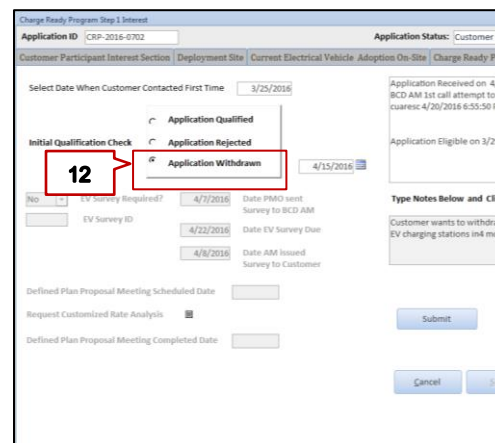 Charge Ready Program Step 1 Interest
Application ID CRP-2016-0702 Application Status: Customer
Customer Participant Interest Section Deployment Site Current Electrical Vehicle Adoption On-Site Charge Ready P
Select Date When Customer Contacted First Time 3/25/2016
Application Received on 4
BCD AM 1st call attempt to
cuaresc 4/20/2016 6:55:50
Application Eligible on 3/2
Application Qualified
Initial Qualification Check Application Rejected
Application Withdrawn 4/15/2016
12
No EV Survey Required? 4/7/2016 Date PMO sent
Survey to BCD AM
EV Survey ID
4/22/2016 Date EV Survey Due
4/8/2016 Date AM Issued
Survey to Customer
Type Notes Below and Cli
Customer wants to withdra
EV charging stations in4 mo
Defined Plan Proposal Meeting Scheduled Date
Request Customized Rate Analysis
Defined Plan Proposal Meeting Completed Date
Submit
Cancel S